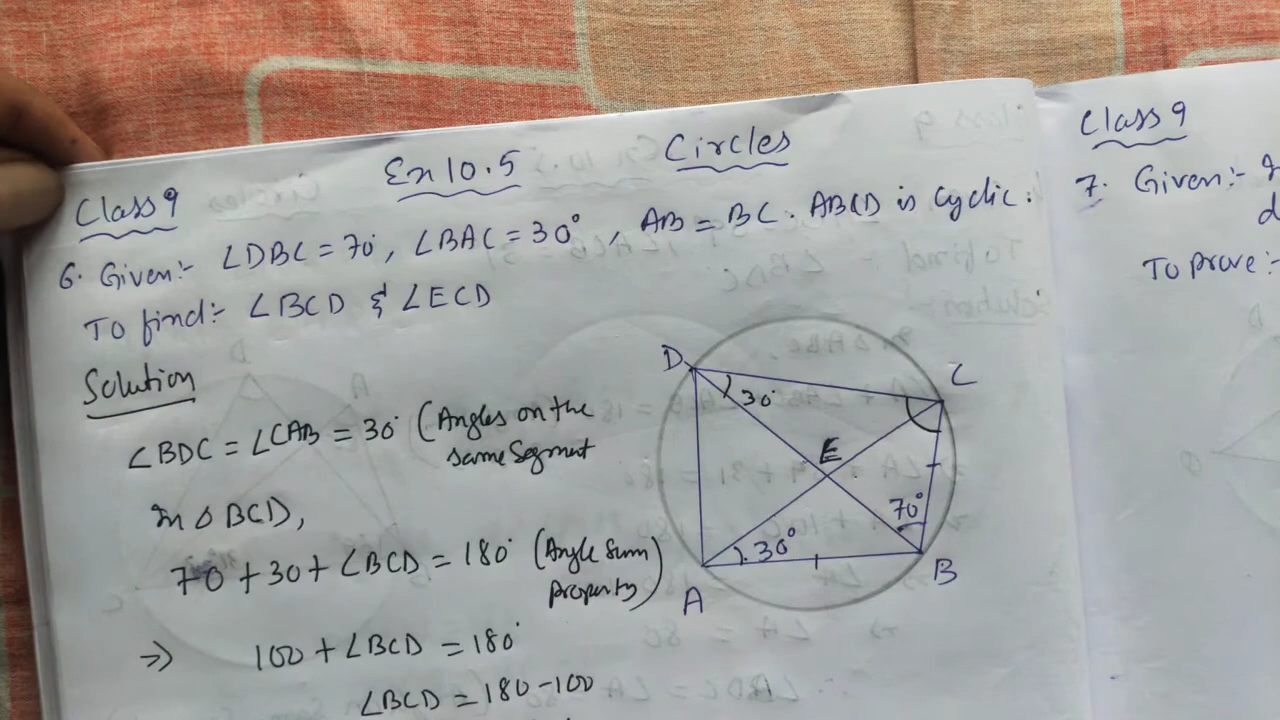 Class 9
Ex 10.5
Circles
6. Given:- ∠DBC = 70°, ∠BAC = 30°, AB = BC. ABCD is cyclic.
To find:- ∠BCD & ∠ECD
Solution
∠BDC = ∠CAB = 30° (Angles on the
same segment
In △ BCD,
70 + 30 + ∠BCD = 180° (Angle sum
property)
⇒ 100 + ∠BCD = 180°
∠BCD = 180 - 100
D
C
30°
E
70°
30°
A
B
Class 9
7. Given:-
To prove:-